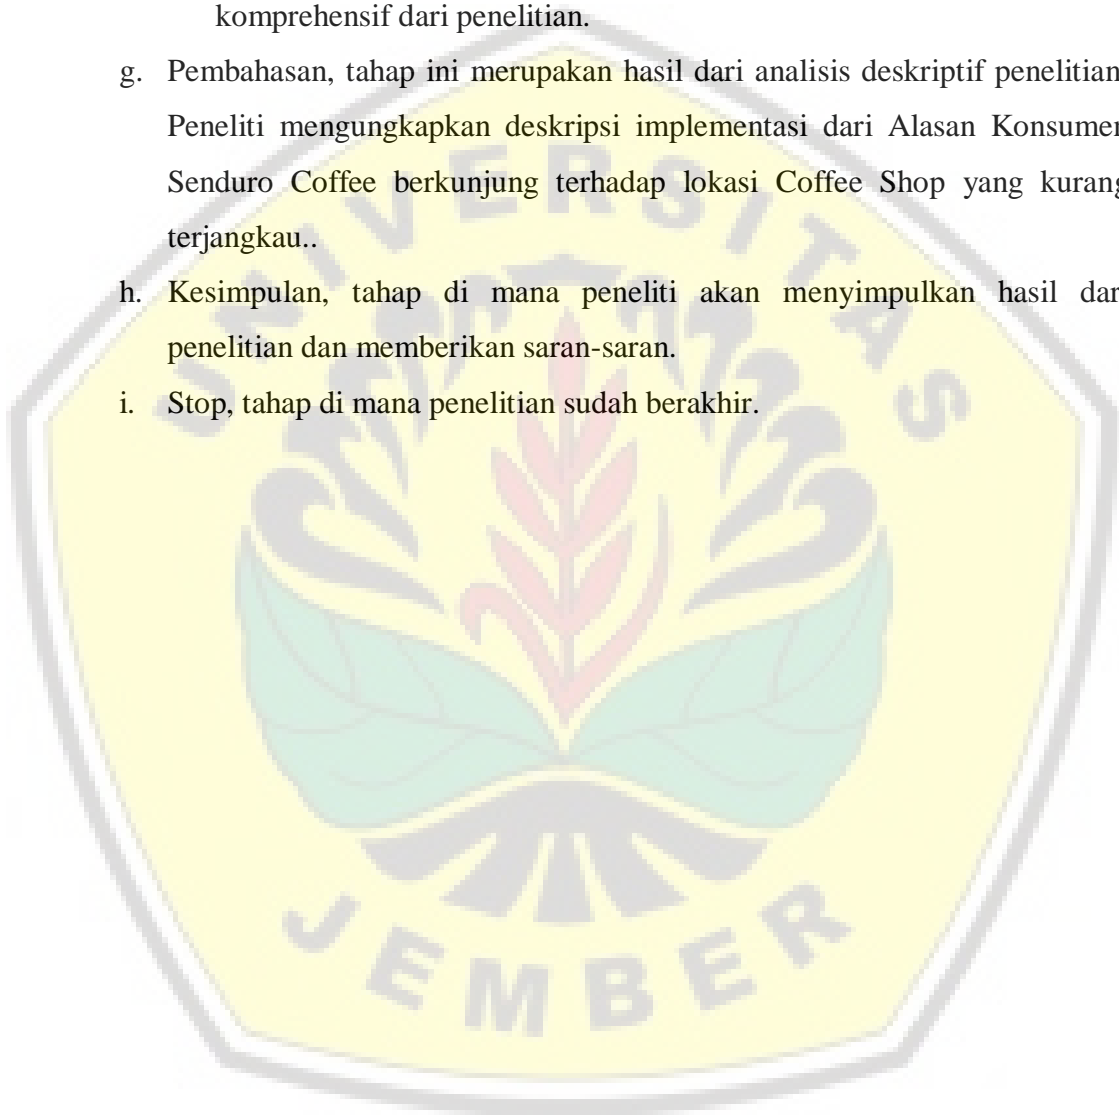 komprehensif dari penelitian.
g. Pembahasan, tahap ini merupakan hasil dari analisis deskriptif penelitian
Peneliti mengungkapkan deskripsi implementasi dari Alasan Konsumen
Senduro Coffee berkunjung terhadap lokasi Coffee Shop yang kurang
terjangkau..
h. Kesimpulan, tahap di mana peneliti akan menyimpulkan hasil dar
penelitian dan memberikan saran-saran.
i. Stop, tahap di mana penelitian sudah berakhir.
UNIVERSITAS
JEMBER